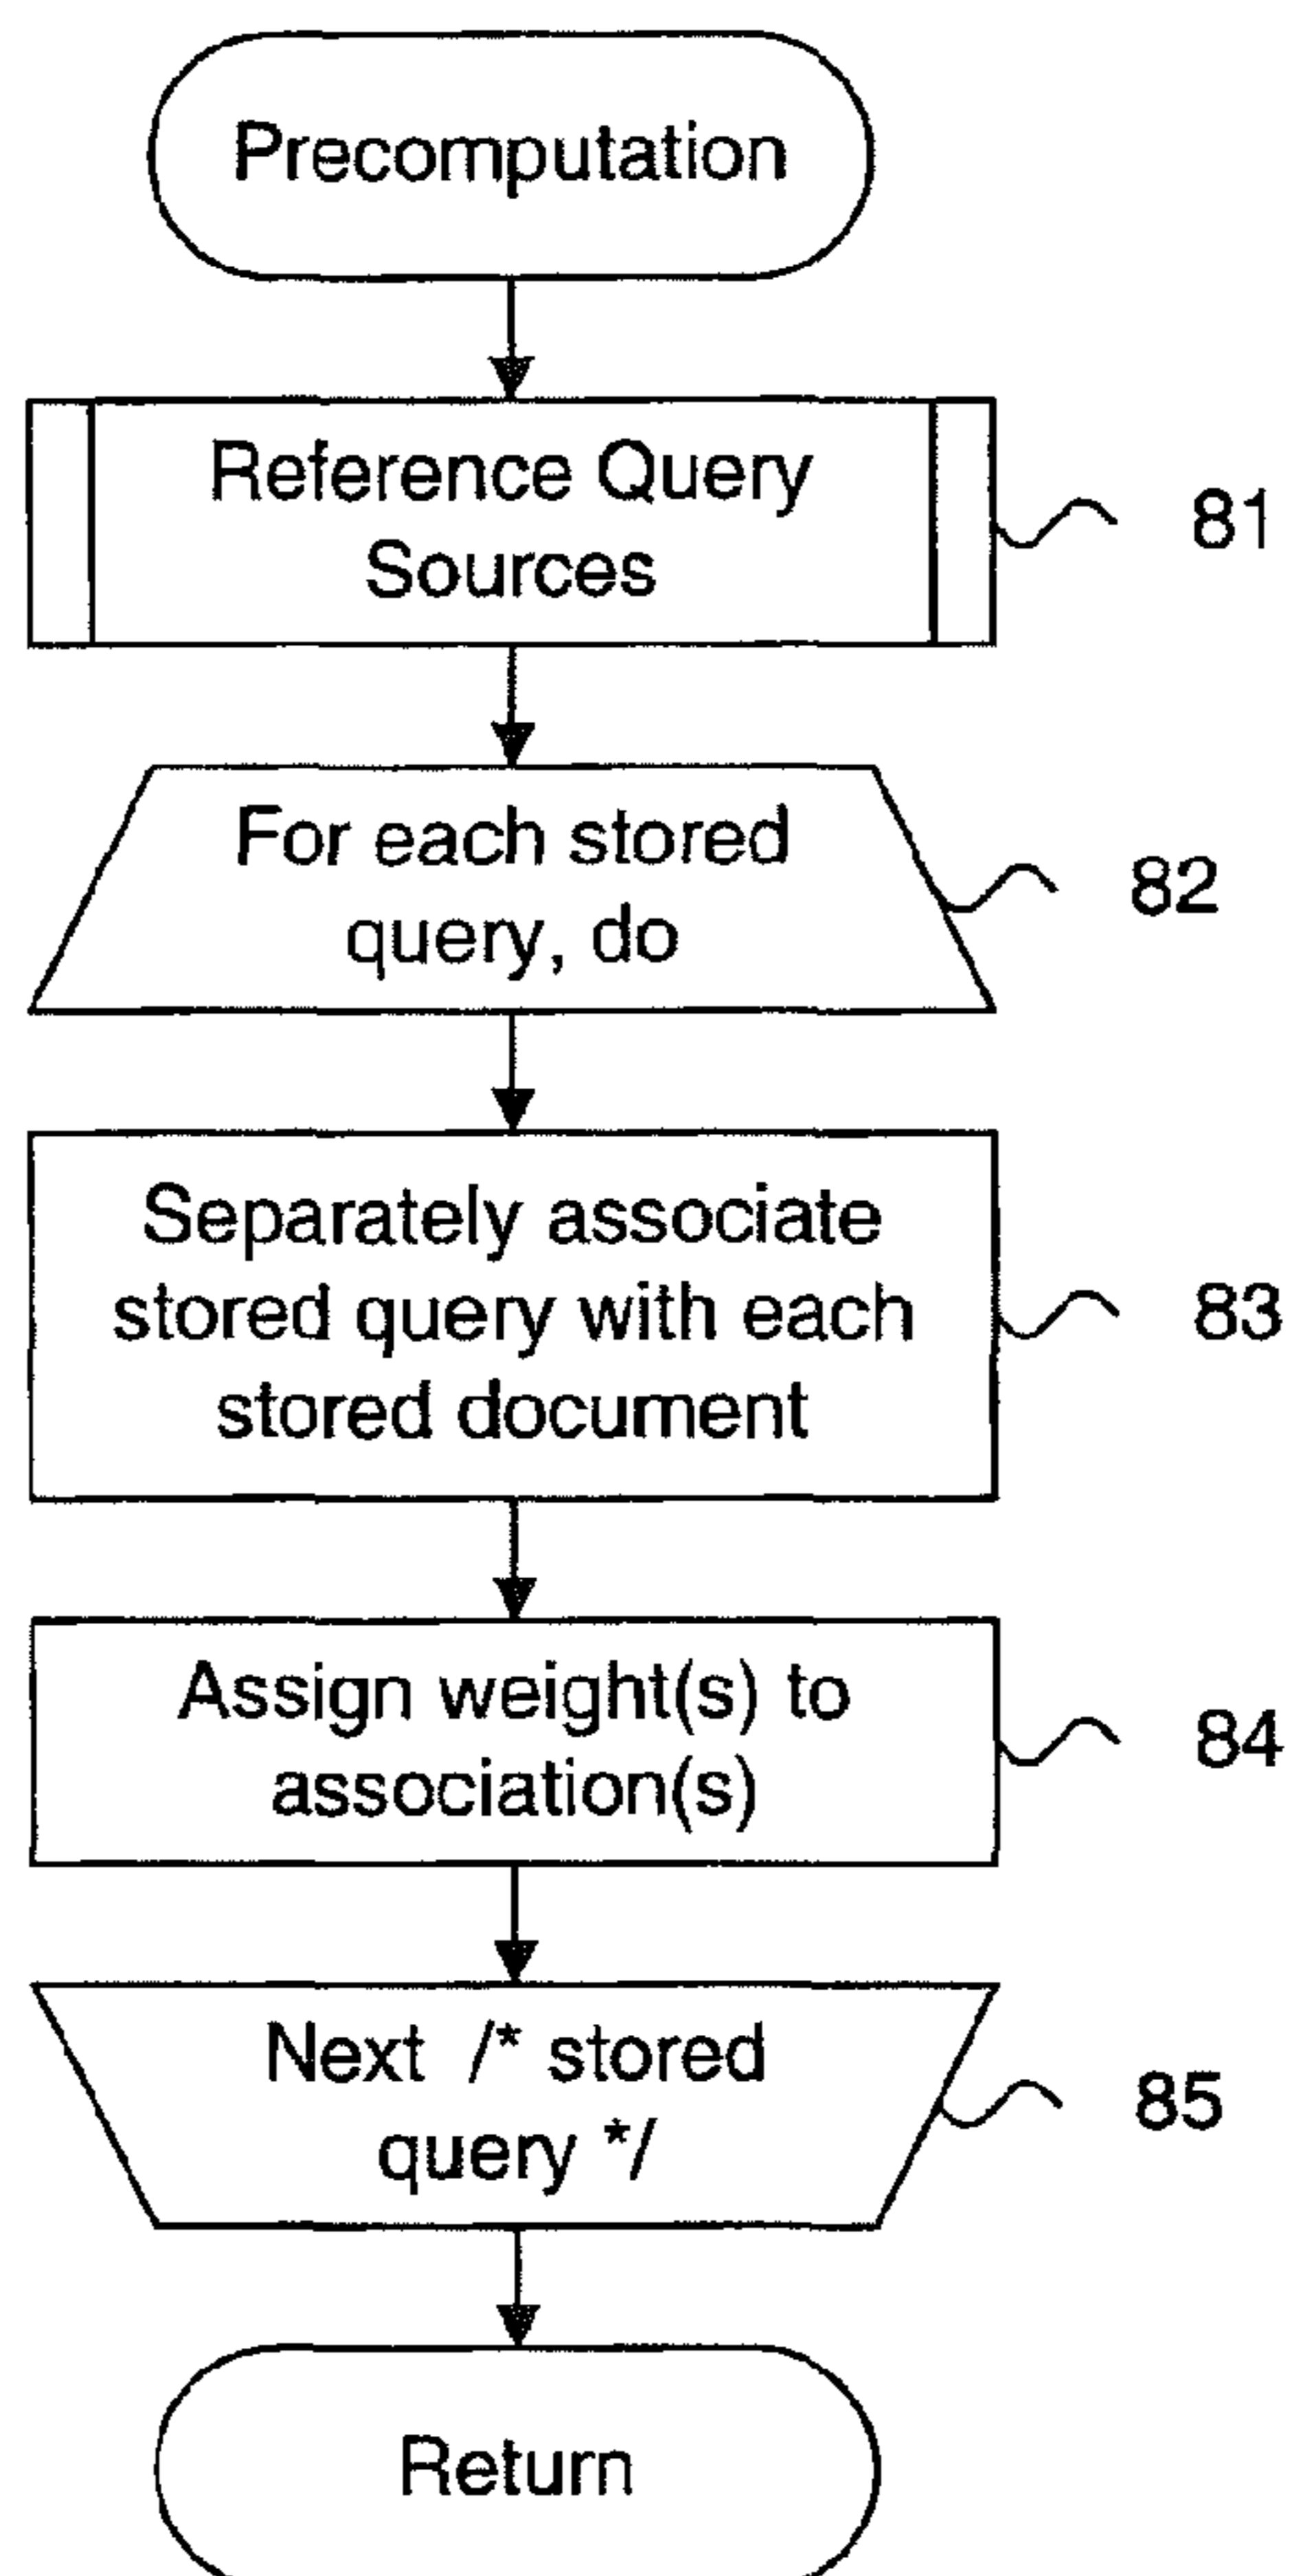 Precomputation
Reference Query
Sources
81
For each stored
query, do
82
Separately associate
stored query with each
stored document
83
Assign weight(s) to
association(s)
84
Next /* stored
query */
85
Return